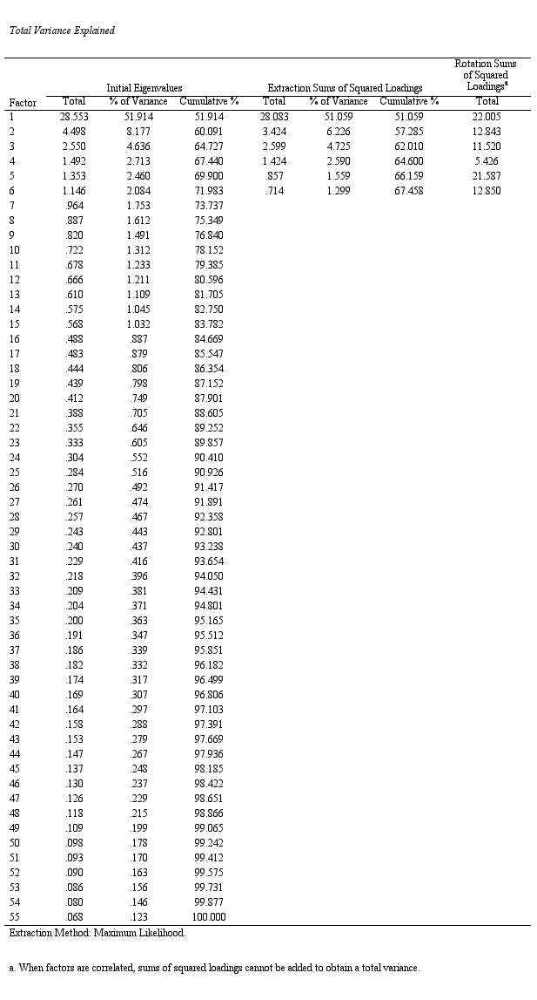 Total Variance Explained
Rotation Sums
of Squared
Loadingsa
Initial Eigenvalues Extraction Sums of Squared Loadings
Factor Total % of Variance Cumulative % Total % of Variance Cumulative % Total
1 28.553 51.914 51.914 28.083 51.059 51.059 22.005
2 4.498 8.177 60.091 3.424 6.226 57.285 12.843
3 2.550 4.636 64.727 2.599 4.725 62.010 11.520
4 1.492 2.713 67.440 1.424 2.590 64.600 5.426
5 1.353 2.460 69.900 .857 1.559 66.159 21.587
6 1.146 2.084 71.983 .714 1.299 67.458 12.850
7 .964 1.753 73.737
8 .887 1.612 75.349
9 .820 1.491 76.840
10 .722 1.312 78.152
11 .678 1.233 79.385
12 .666 1.211 80.596
13 .610 1.109 81.705
14 .575 1.045 82.750
15 .568 1.032 83.782
16 .488 .887 84.669
17 .483 .879 85.547
18 .444 .806 86.354
19 .439 .798 87.152
20 .412 .749 87.901
21 .388 .705 88.605
22 .355 .646 89.252
23 .333 .605 89.857
24 .304 .552 90.410
25 .284 .516 90.926
26 .270 .492 91.417
27 .261 .474 91.891
28 .257 .467 92.358
29 .243 .443 92.801
30 .240 .437 93.238
31 .229 .416 93.654
32 .218 .396 94.050
33 .209 .381 94.431
34 .204 .371 94.801
35 .200 .363 95.165
36 .191 .347 95.512
37 .186 .339 95.851
38 .182 .332 96.182
39 .174 .317 96.499
40 .169 .307 96.806
41 .164 .297 97.103
42 .158 .288 97.391
43 .153 .279 97.669
44 .147 .267 97.936
45 .137 .248 98.185
46 .130 .237 98.422
47 .126 .229 98.651
48 .118 .215 98.866
49 .109 .199 99.065
50 .098 .178 99.242
51 .093 .170 99.412
52 .090 .163 99.575
53 .086 .156 99.731
54 .080 .146 99.877
55 .068 .123 100.000
Extraction Method: Maximum Likelihood.
a. When factors are correlated, sums of squared loadings cannot be added to obtain a total variance.